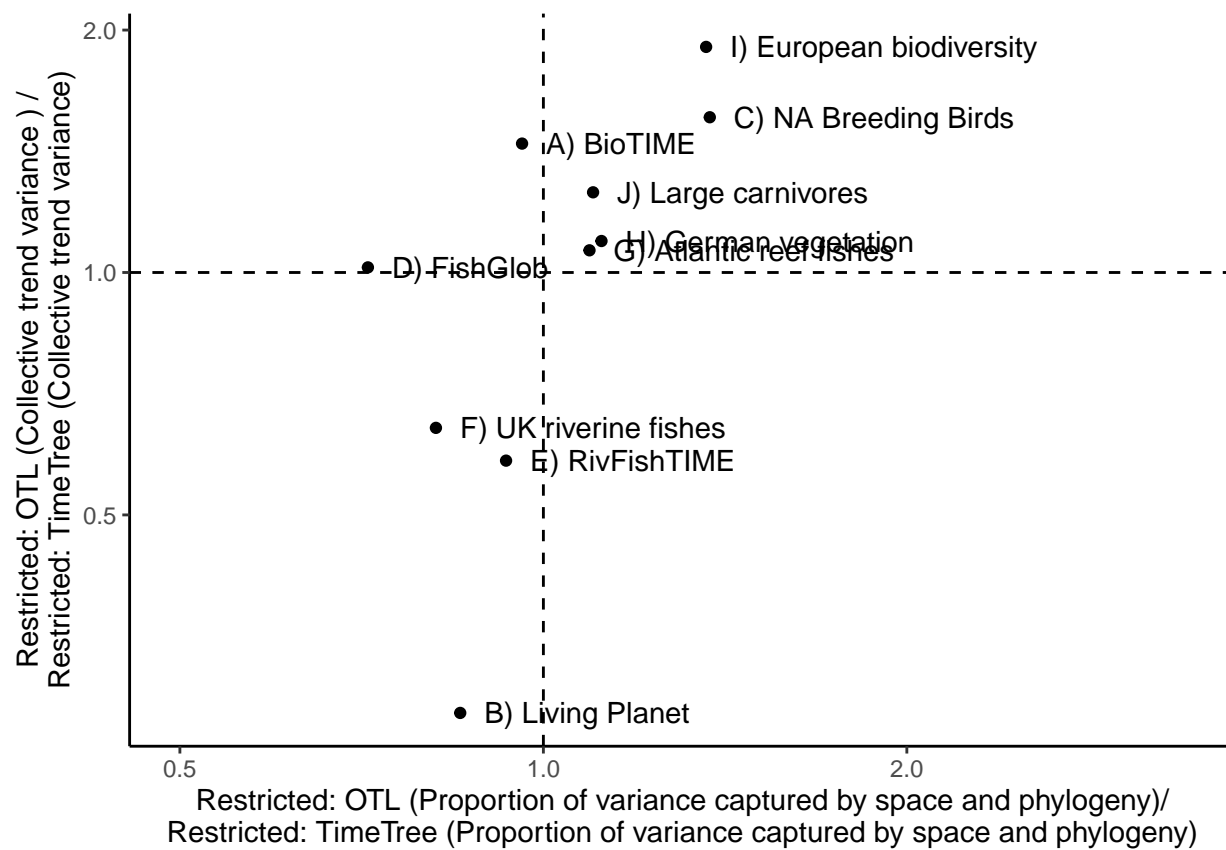 Restricted: OTL (Collective trend variance ) /
Restricted: TimeTree (Collective trend variance)
2.0
1.0
0.5
I) European biodiversity
C) NA Breeding Birds
A) BioTIME
J) Large carnivores
H) German vegetation
G) Atlantic reef fishes
D) FishGlob
F) UK riverine fishes
E) RivFishTIME
B) Living Planet
0.5
1.0
2.0
Restricted: OTL (Proportion of variance captured by space and phylogeny)/
Restricted: TimeTree (Proportion of variance captured by space and phylogeny)